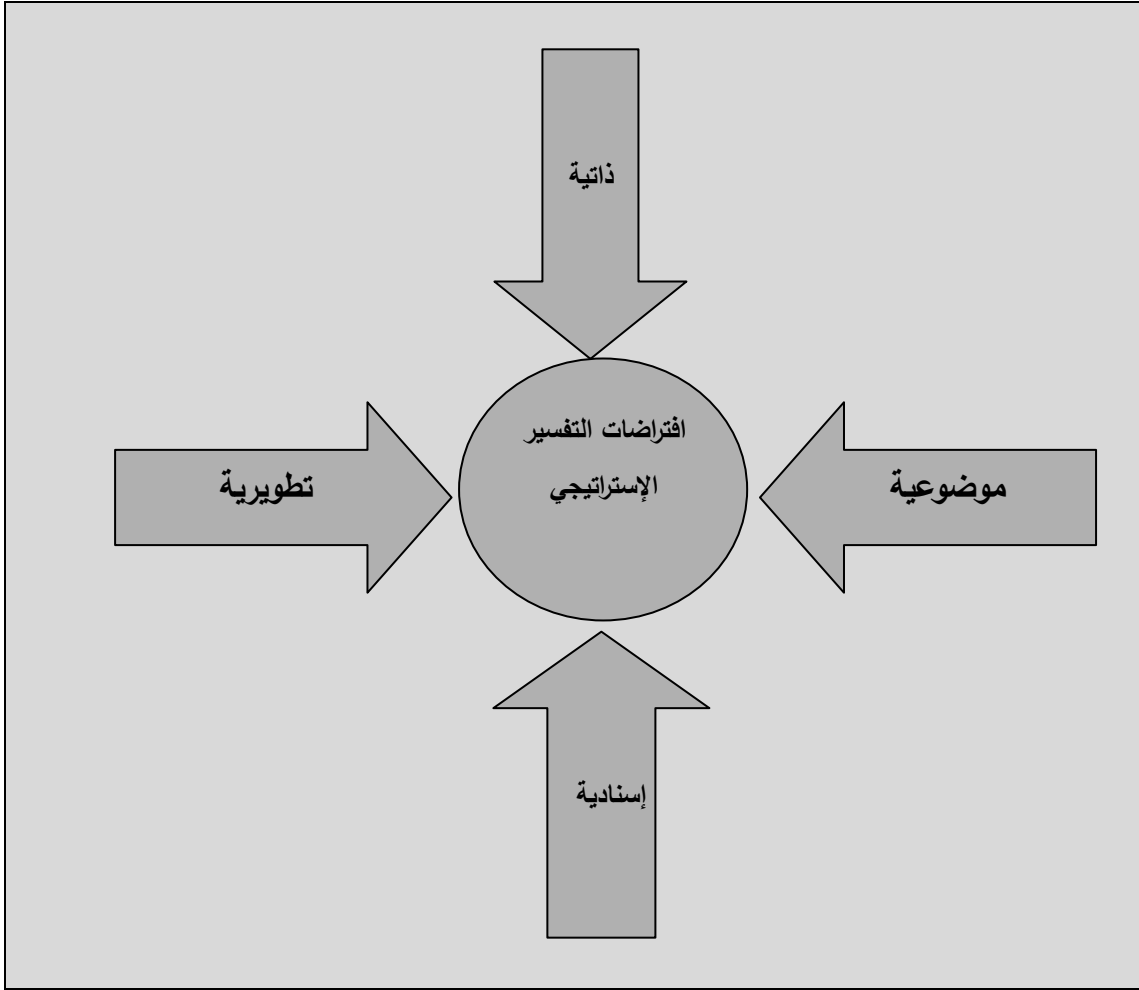 ذاتية
افتراضات التفسير
الإستراتيجي
موضوعية
تطويرية
إسنادية